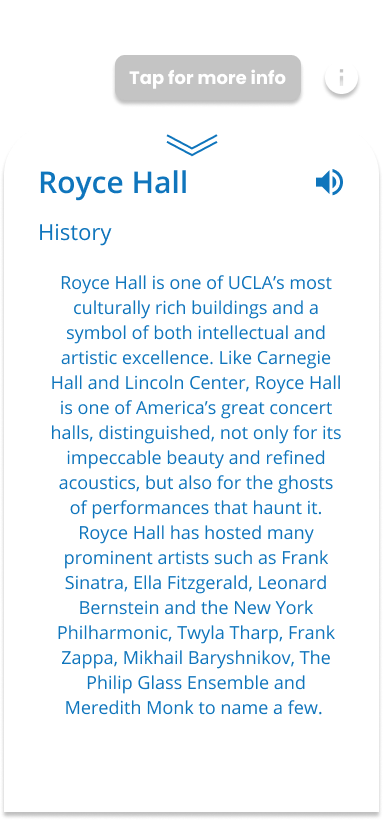 Tap for more info
i
Royce Hall
History
Royce Hall is one of UCLA’s most
culturally rich buildings and a
symbol of both intellectual and
artistic excellence. Like Carnegie
Hall and Lincoln Center, Royce Hall
is one of America’s great concert
halls, distinguished, not only for its
impeccable beauty and refined
acoustics, but also for the ghosts
of performances that haunt it.
Royce Hall has hosted many
prominent artists such as Frank
Sinatra, Ella Fitzgerald, Leonard
Bernstein and the New York
Philharmonic, Twyla Tharp, Frank
Zappa, Mikhail Baryshnikov, The
Philip Glass Ensemble and
Meredith Monk to name a few.